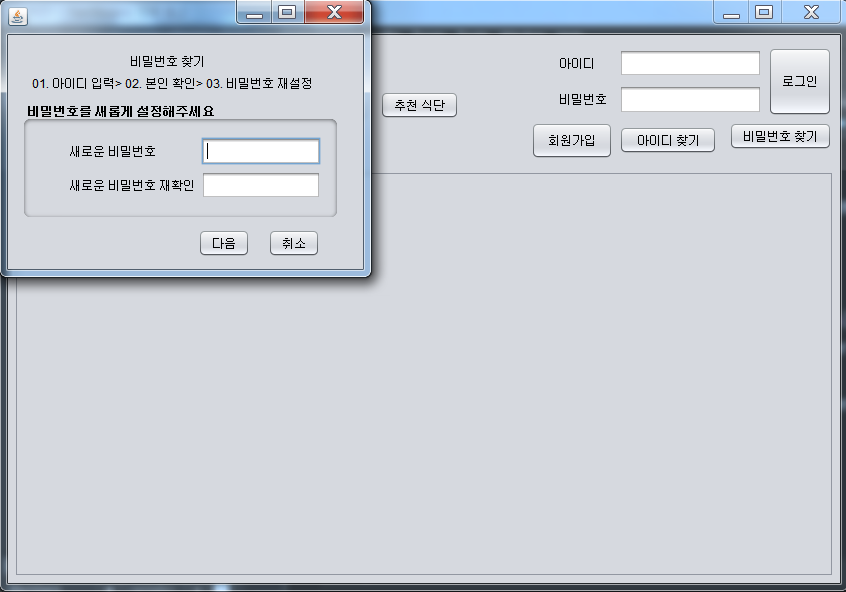 비밀번호 찾기
01. 아이디 입력> 02. 본인 확인> 03. 비밀번호 재설정
비밀번호를 새롭게 설정해주세요
새로운 비밀번호
새로운 비밀번호 재확인
다음 취소
추천 식단
아이디
비밀번호
로그인
회원가입 아이디 찾기 비밀번호 찾기